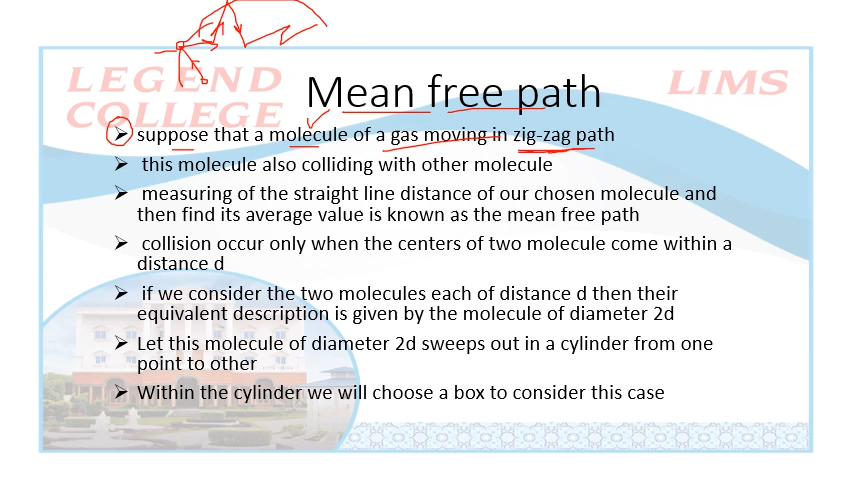 LEGEND
COLLEGE
LIMS
Mean free path
➤ suppose that a molecule of a gas moving in zig-zag path
➤ this molecule also colliding with other molecule
➤ measuring of the straight line distance of our chosen molecule and
then find its average value is known as the mean free path
➤ collision occur only when the centers of two molecule come within a
distance d
➤ if we consider the two molecules each of distance d then their
equivalent description is given by the molecule of diameter 2d
➤ Let this molecule of diameter 2d sweeps out in a cylinder from one
point to other
➤ Within the cylinder we will choose a box to consider this case